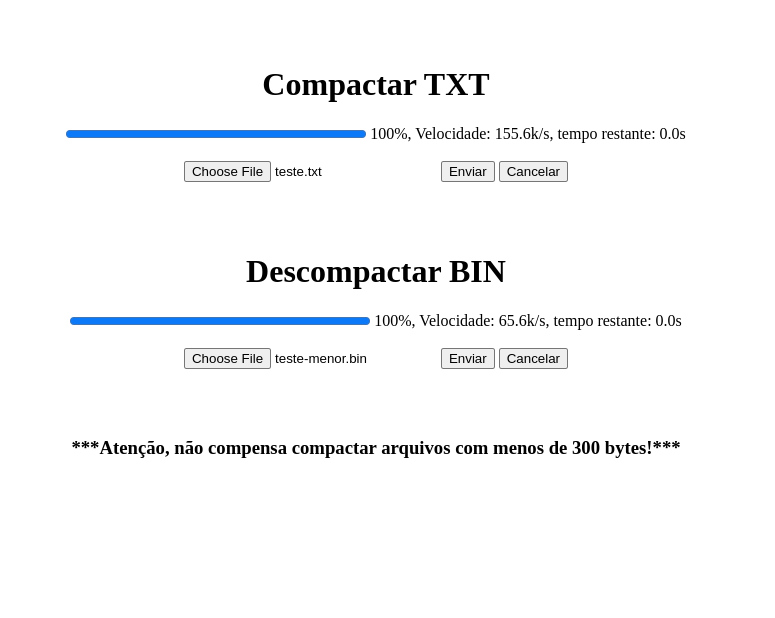 Compactar TXT
100%, Velocidade: 155.6k/s, tempo restante: 0.0s
Choose File teste.txt Enviar Cancelar
Descompactar BIN
100%, Velocidade: 65.6k/s, tempo restante: 0.0s
Choose File teste-menor.bin Enviar Cancelar
***Atenção, não compensa compactar arquivos com menos de 300 bytes!***